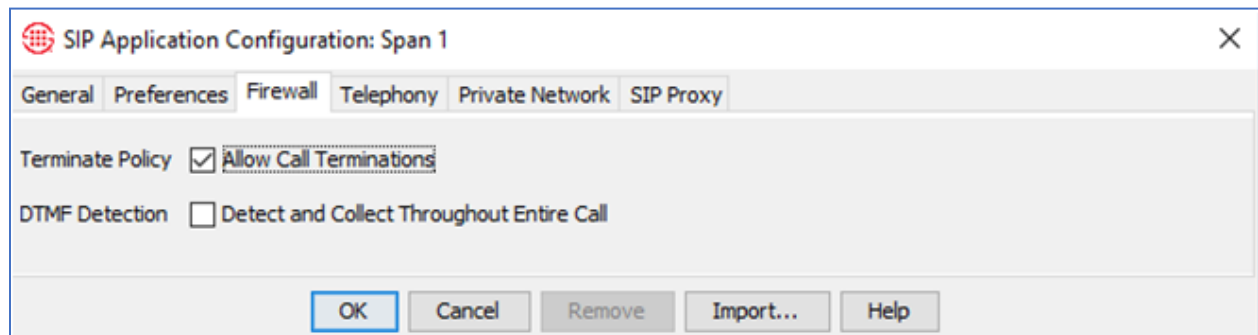 SIP Application Configuration: Span 1
General Preferences Firewall Telephony Private Network SIP Proxy
Terminate Policy Allow Call Terminations
DTMF Detection Detect and Collect Throughout Entire Call
OK Cancel Remove Import... Help